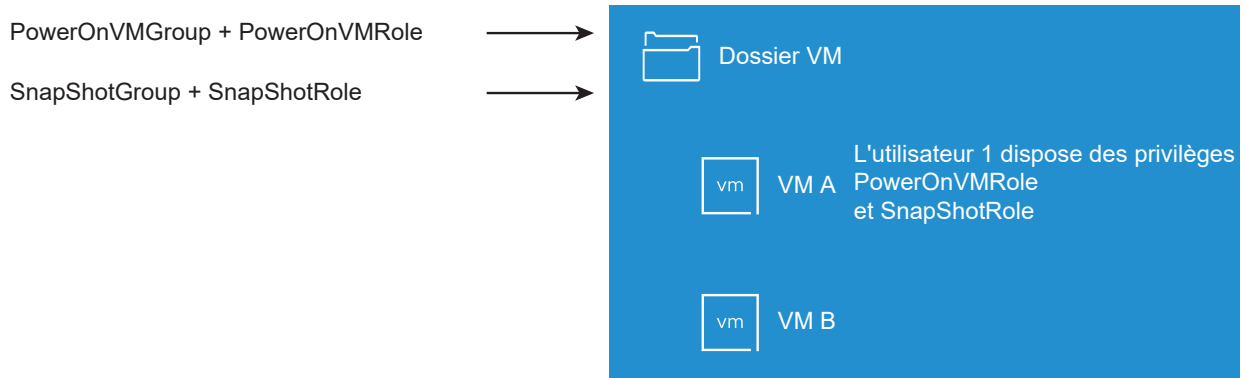 PowerOnVMGroup + PowerOnVMRole
SnapShotGroup + SnapShotRole
Dossier VM
vm
VM A
L'utilisateur 1 dispose des privilèges
PowerOnVMRole
et SnapShotRole
vm
VM B